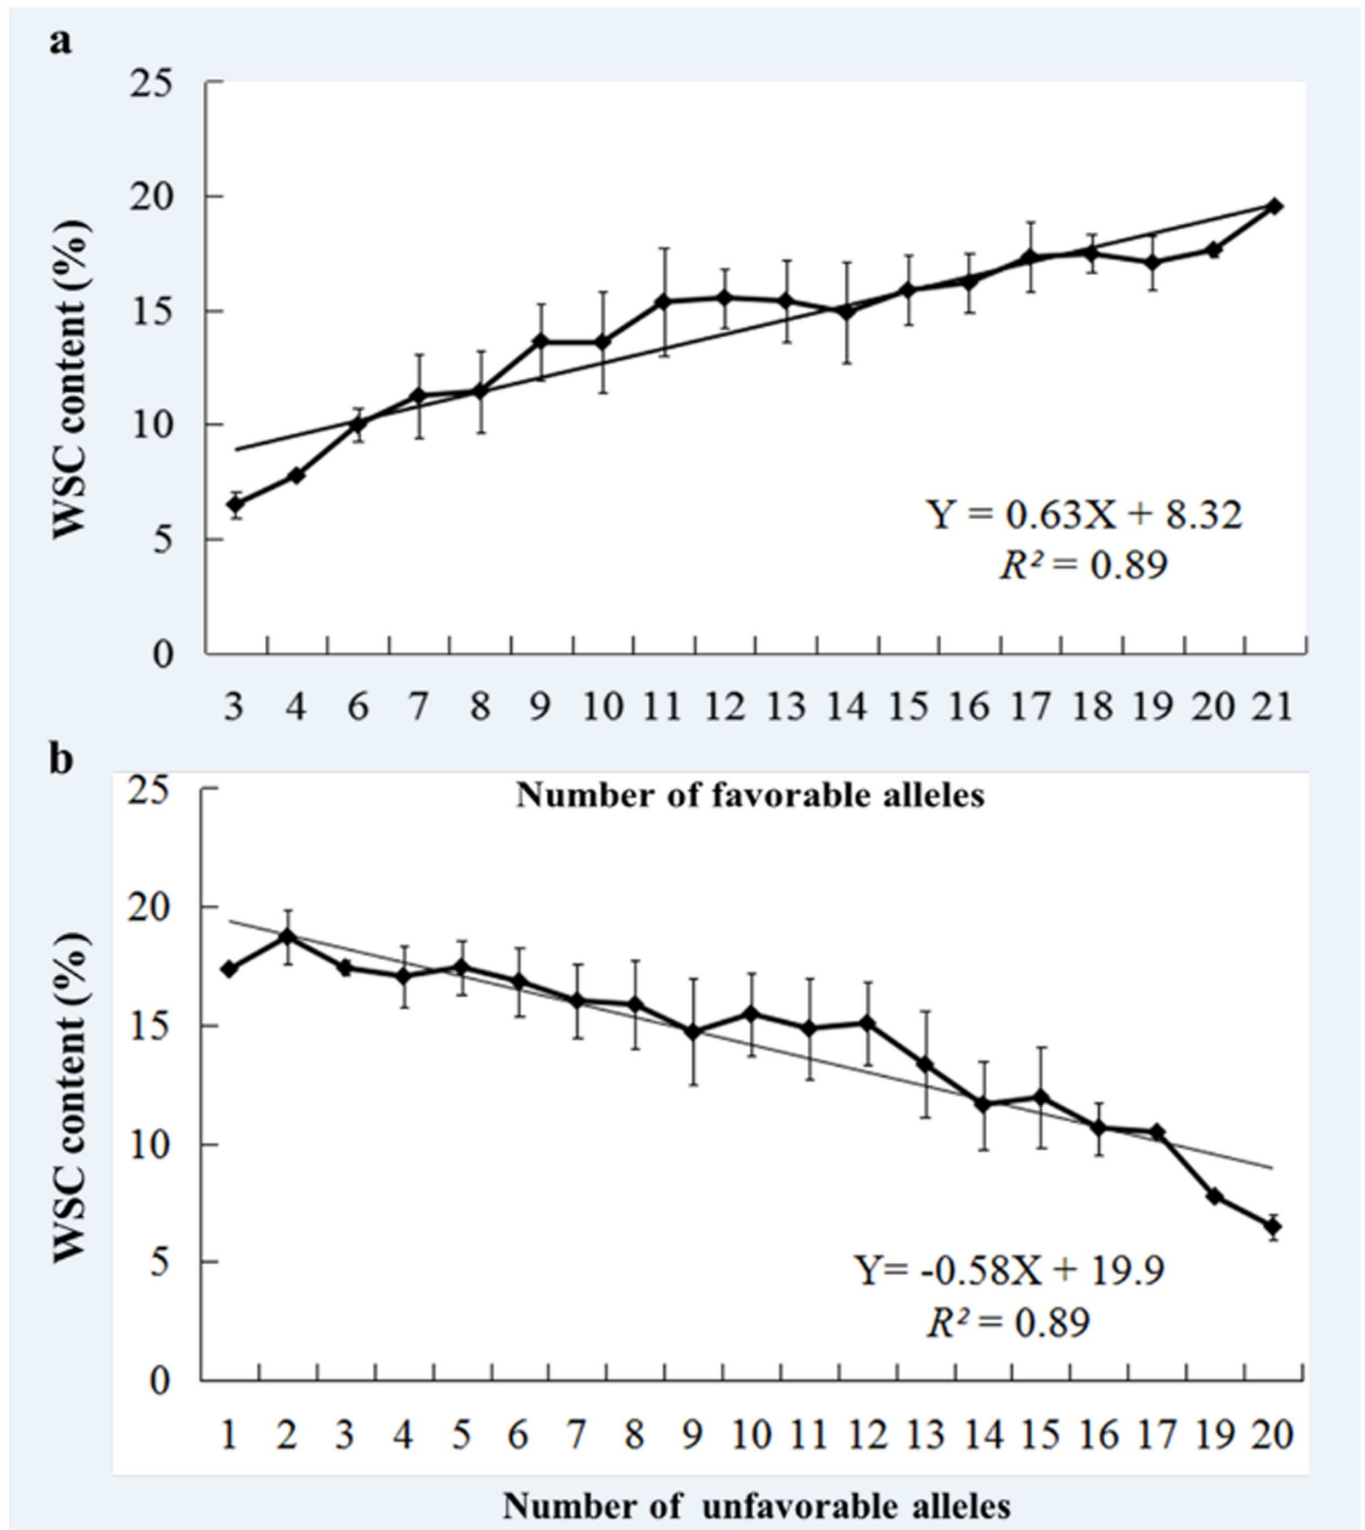 a
25
20
15
10
5
0
WSC content (%)
Y = 0.63X + 8.32
R² = 0.89
3 4 6 7 8 9 10 11 12 13 14 15 16 17 18 19 20 21
Number of favorable alleles
b
25
20
15
10
5
0
WSC content (%)
Y= -0.58X + 19.9
R² = 0.89
1 2 3 4 5 6 7 8 9 10 11 12 13 14 15 16 17 19 20
Number of unfavorable alleles